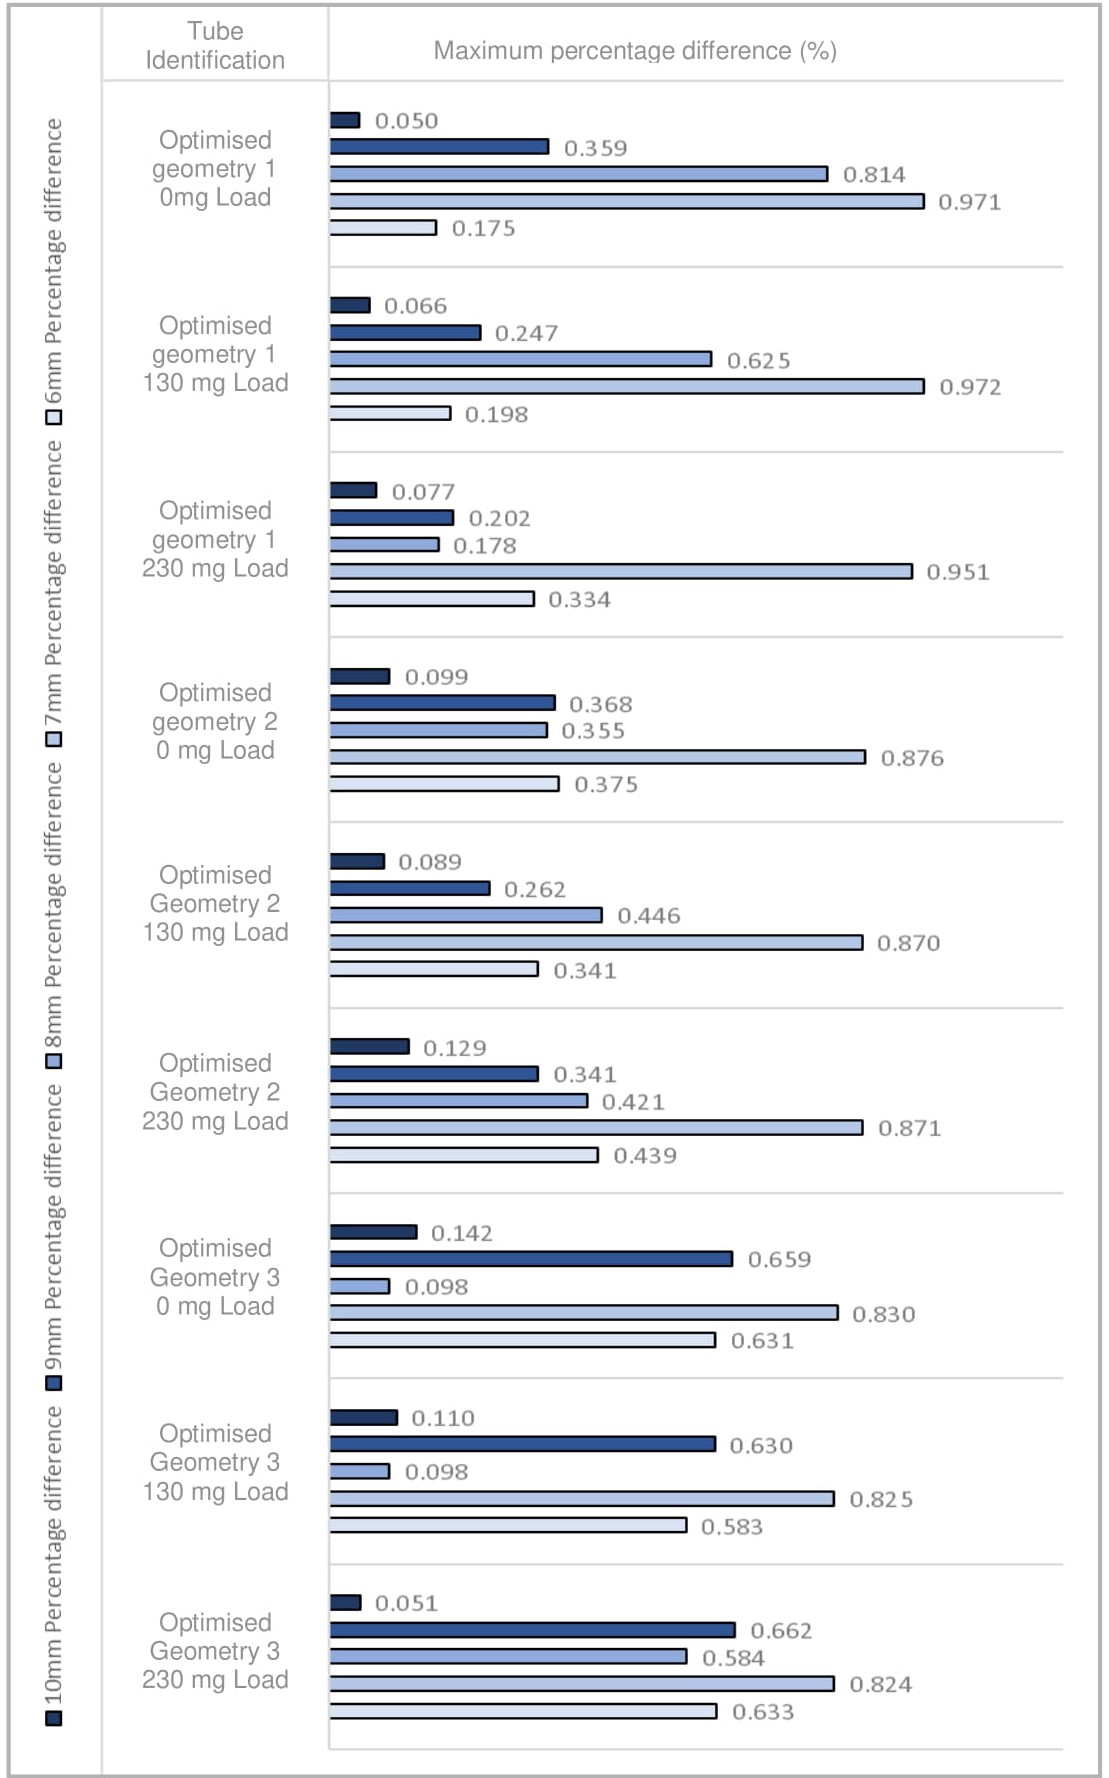 Tube
Identification
Maximum percentage difference (%)
Optimised
geometry 1
0mg Load
0.050
0.359
0.814
0.971
0.175
Optimised
geometry 1
130 mg Load
0.066
0.247
0.625
0.972
0.198
Optimised
geometry 1
230 mg Load
0.077
0.202
0.178
0.951
0.334
Optimised
geometry 2
0 mg Load
0.099
0.368
0.355
0.876
0.375
Optimised
Geometry 2
130 mg Load
0.089
0.262
0.446
0.870
0.341
Optimised
Geometry 2
230 mg Load
0.129
0.341
0.421
0.871
0.439
Optimised
Geometry 3
0 mg Load
0.142
0.659
0.098
0.830
0.631
Optimised
Geometry 3
130 mg Load
0.110
0.630
0.098
0.825
0.583
Optimised
Geometry 3
230 mg Load
0.051
0.662
0.584
0.824
0.633
10mm Percentage difference
9mm Percentage difference
8mm Percentage difference
7mm Percentage difference
6mm Percentage difference